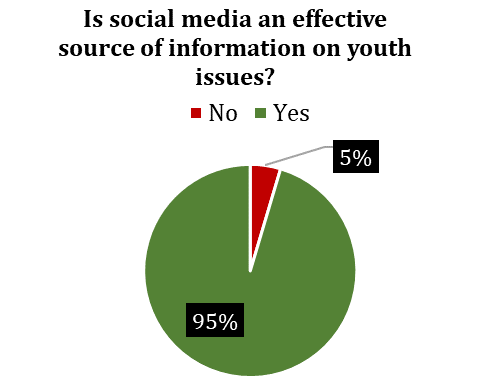 Is social media an effective
source of information on youth
issues?
No Yes
5%
95%